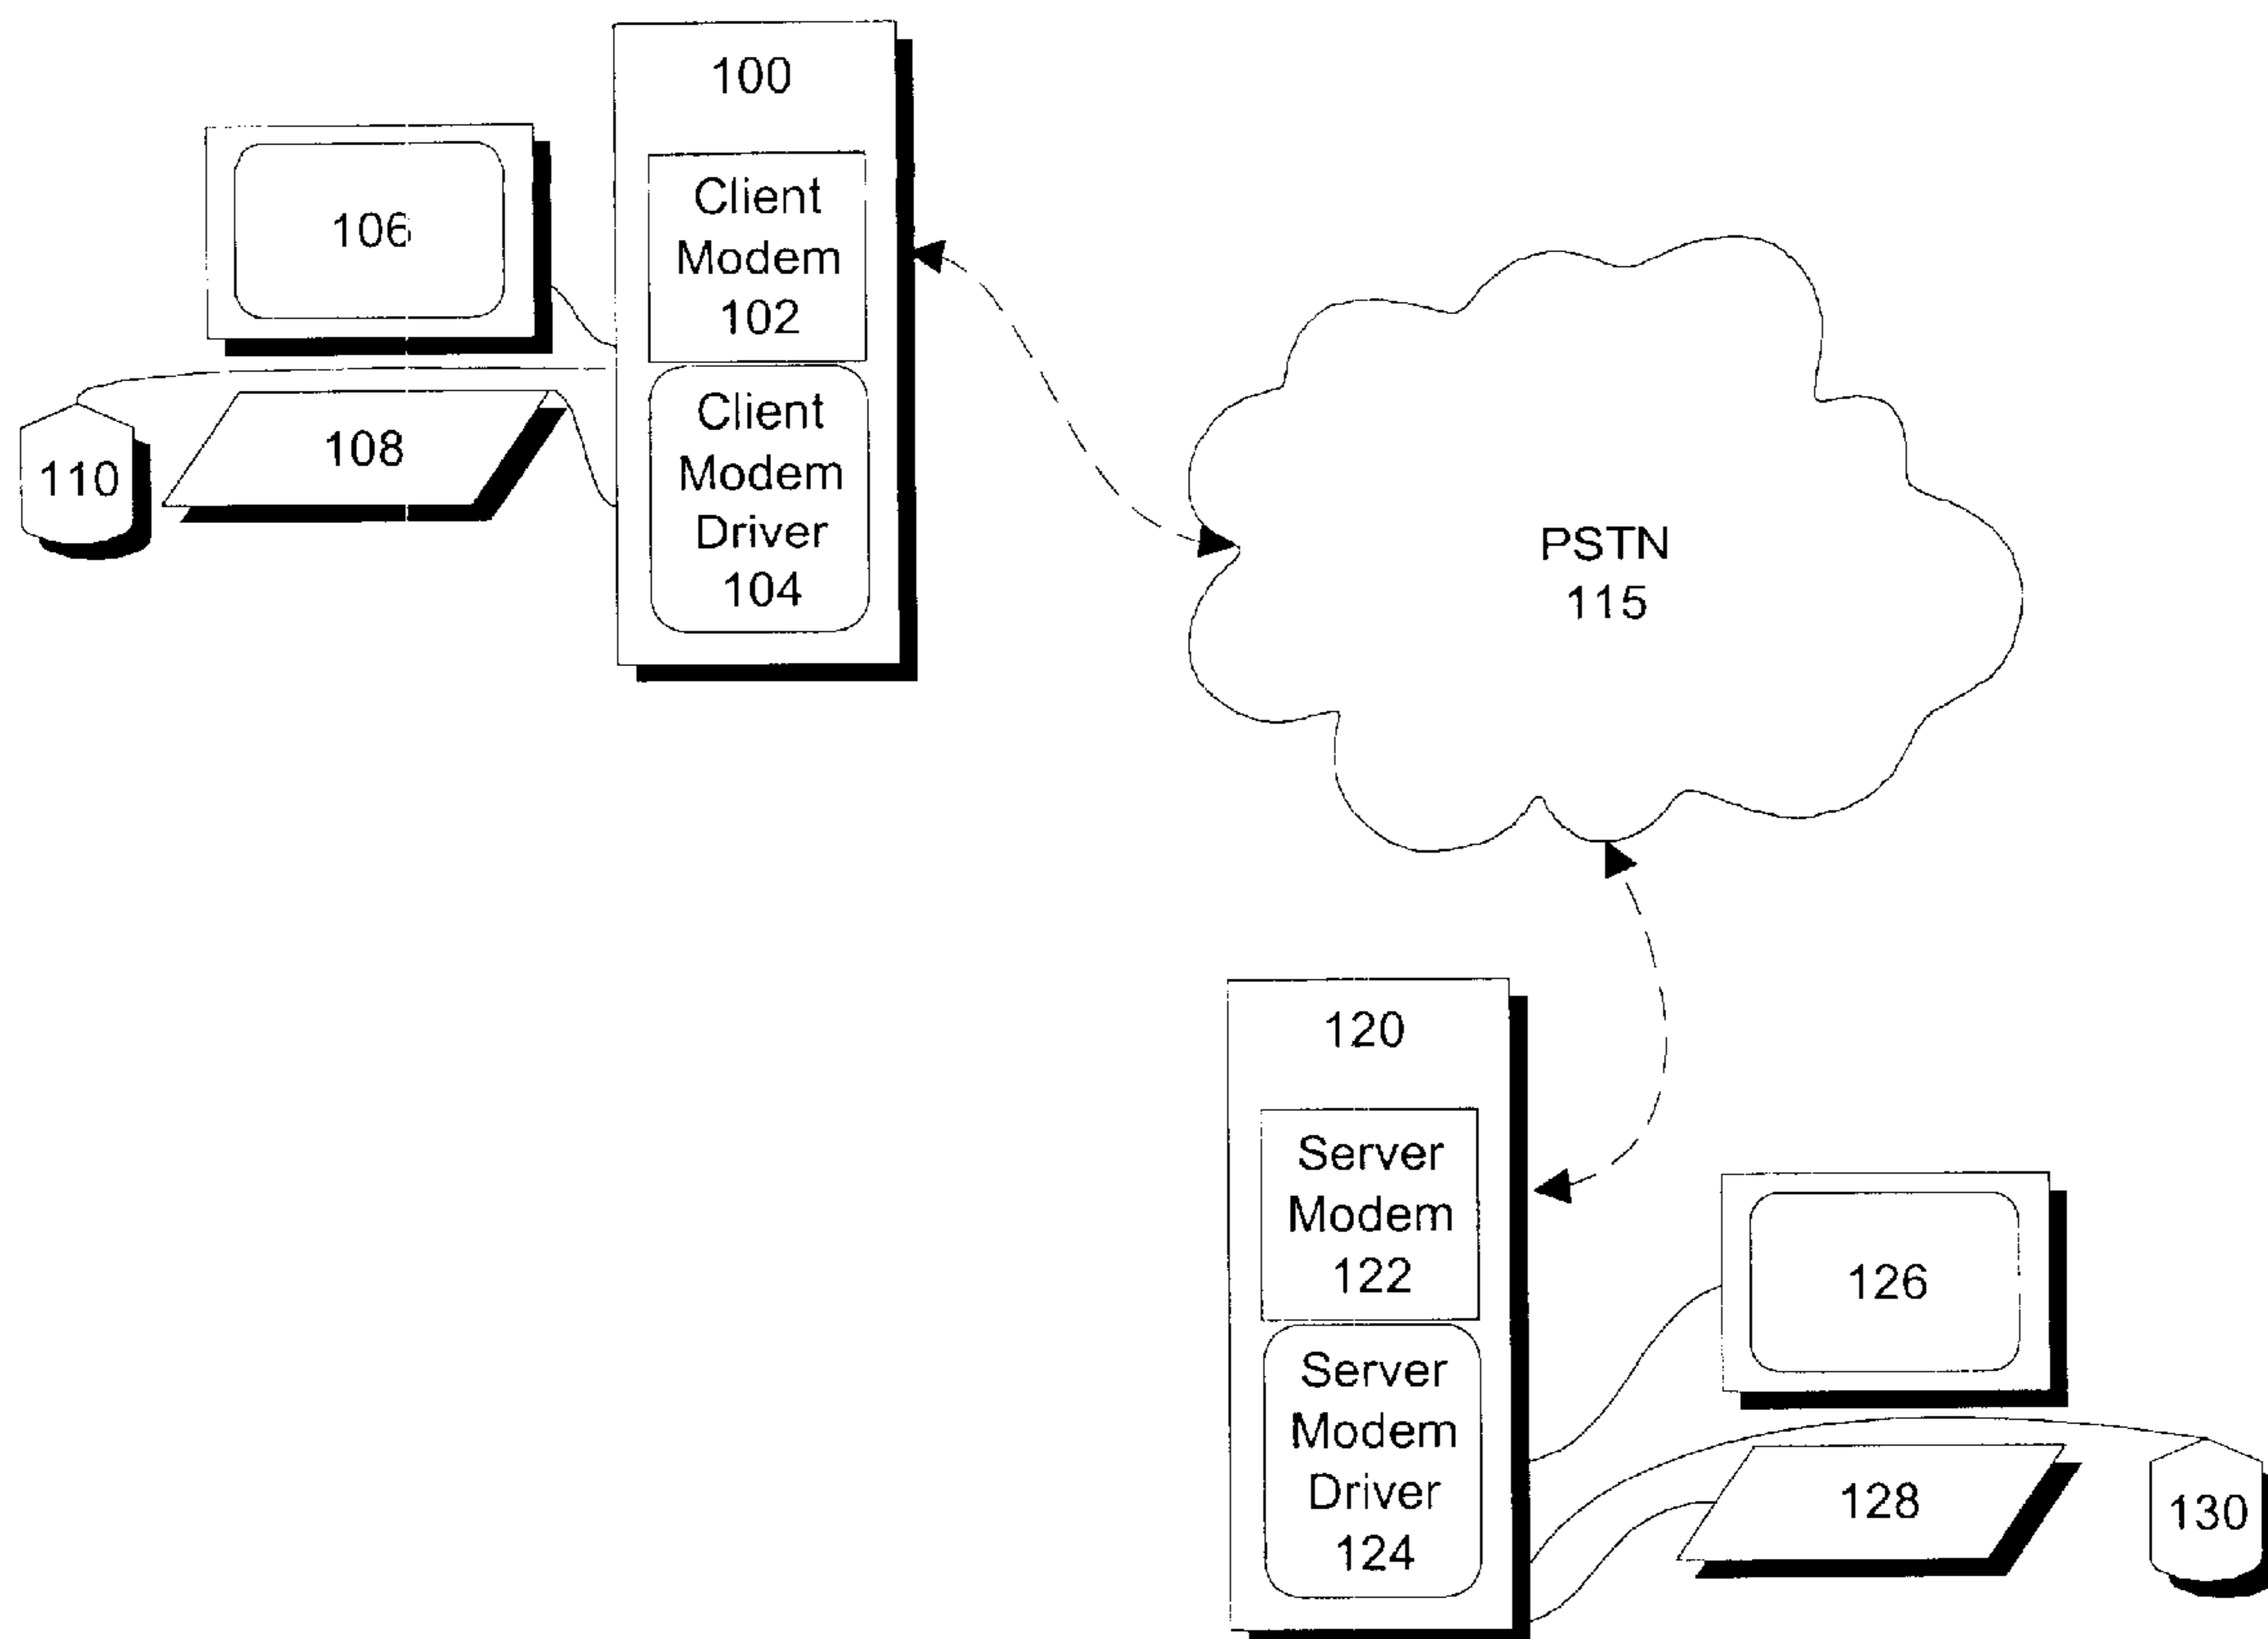 100
Client
Modem
102
106
Client
Modem
Driver
104
108
110
PSTN
115
120
Server
Modem
122
126
Server
Modem
Driver
124
128
130